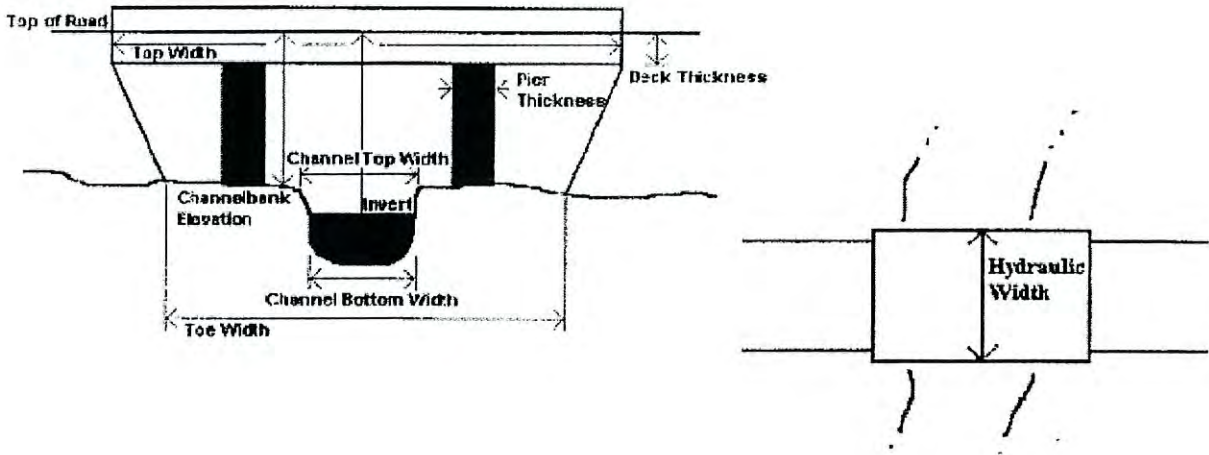 Top of Road
Top Width
Deck Thickness
Pier
Thickness
Channel Top Width
Channelbank
Elevation
Invert
Channel Bottom Width
Toe Width
Hydraulic
Width